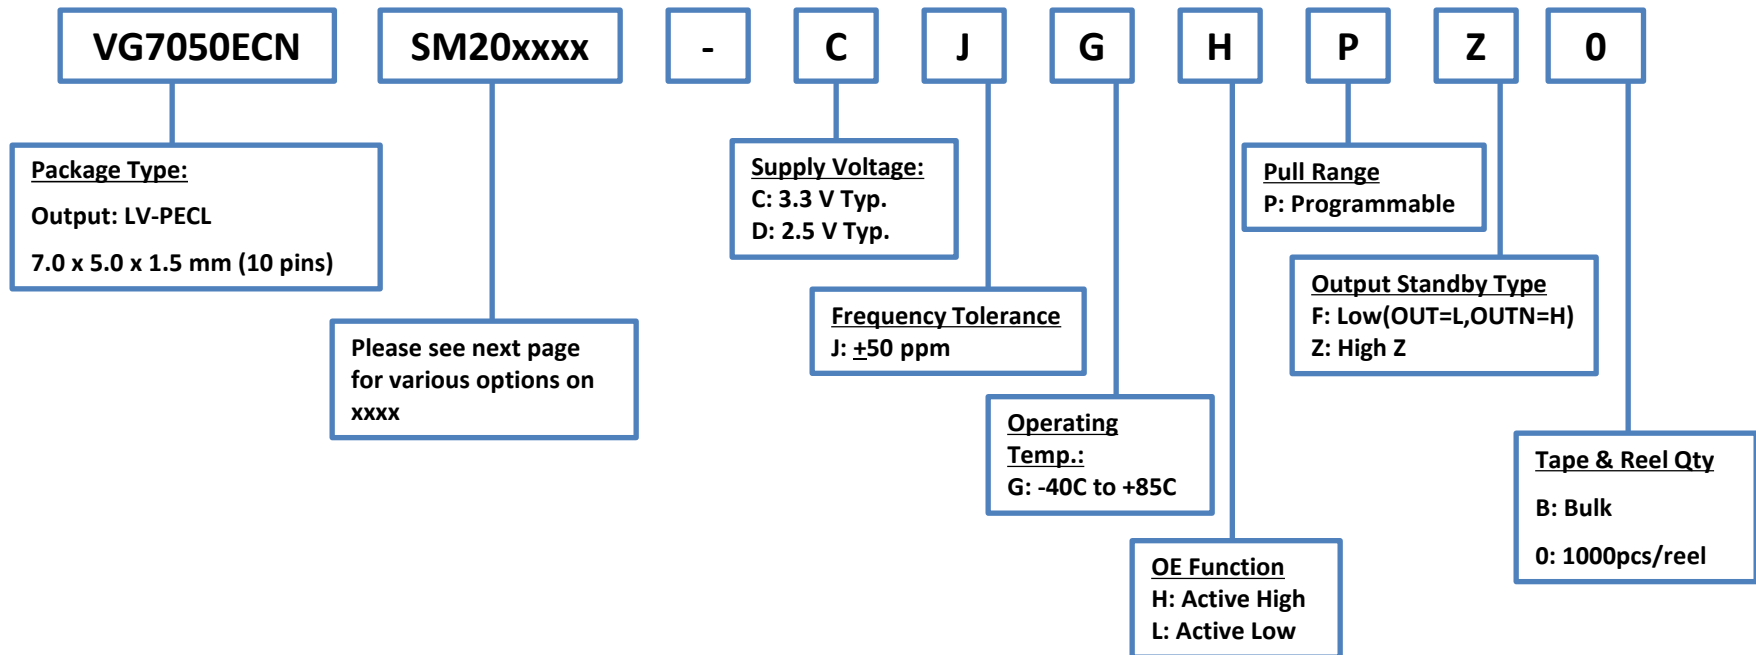 VG7050ECN SM20xxxx - C J G H P Z 0
Package Type:
Output: LV-PECL
7.0 x 5.0 x 1.5 mm (10 pins)
Please see next page
for various options on
xxxx
Supply Voltage:
C: 3.3 V Typ.
D: 2.5 V Typ.
Frequency Tolerance
J: ±50 ppm
Operating
Temp.:
G: -40C to +85C
OE Function
H: Active High
L: Active Low
Pull Range
P: Programmable
Output Standby Type
F: Low(OUT=L,OUTN=H)
Z: High Z
Tape & Reel Qty
B: Bulk
0: 1000pcs/reel